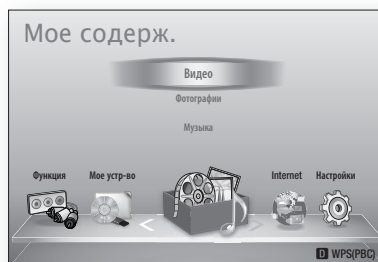 Мое содерж.
Видео
Фотографии
Музыка
Функция Мое устр-во Internet Настройки
D WPS(PBC)